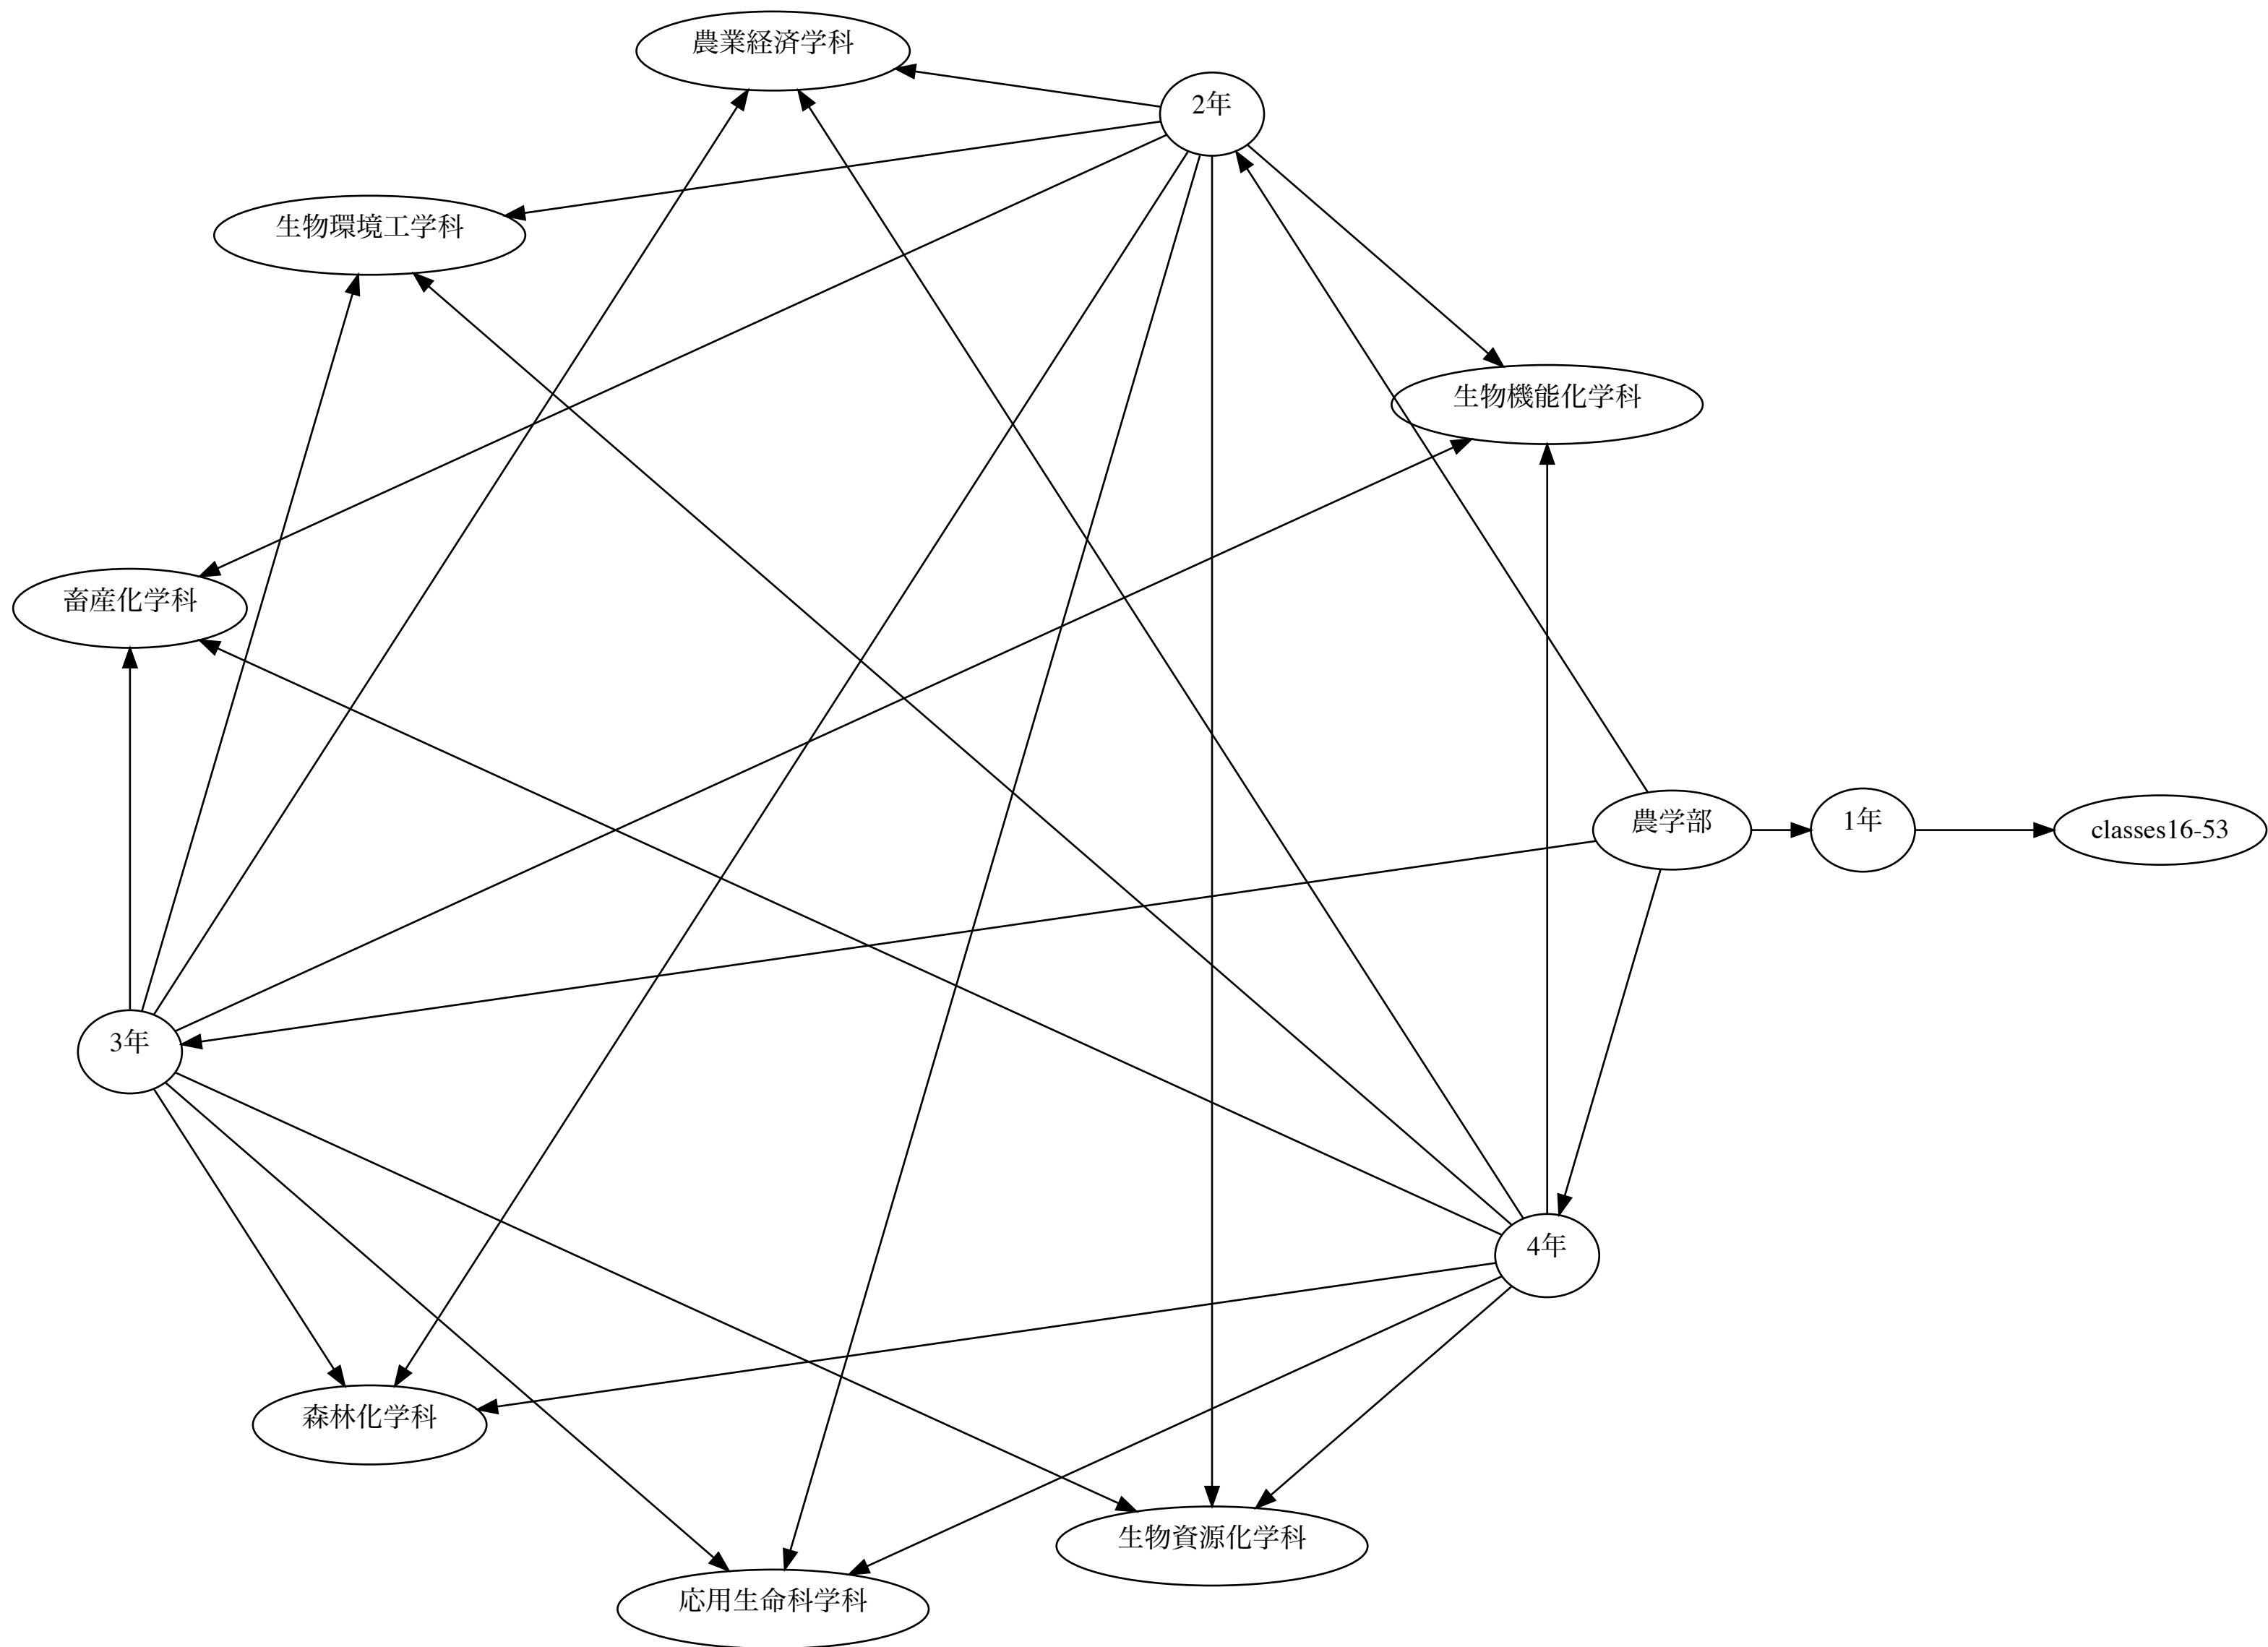 農業経済学科
2年
生物環境工学科
生物機能化学科
畜産化学科
農学部
1年
classes16-53
3年
4年
森林化学科
生物資源化学科
応用生命科学科